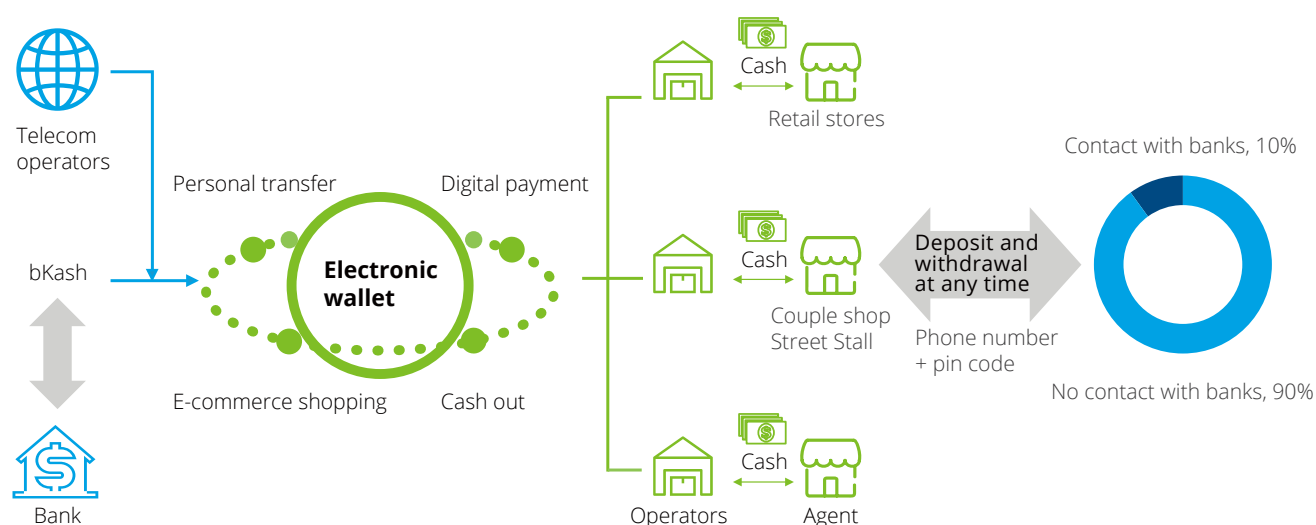 Telecom
operators
bKash
Bank
Personal transfer
Digital payment
Electronic
wallet
E-commerce shopping
Cash out
Cash
Retail stores
Cash
Couple shop
Street Stall
Cash
Operators
Agent
Deposit and
withdrawal
at any time
Phone number
+ pin code
Contact with banks, 10%
No contact with banks, 90%